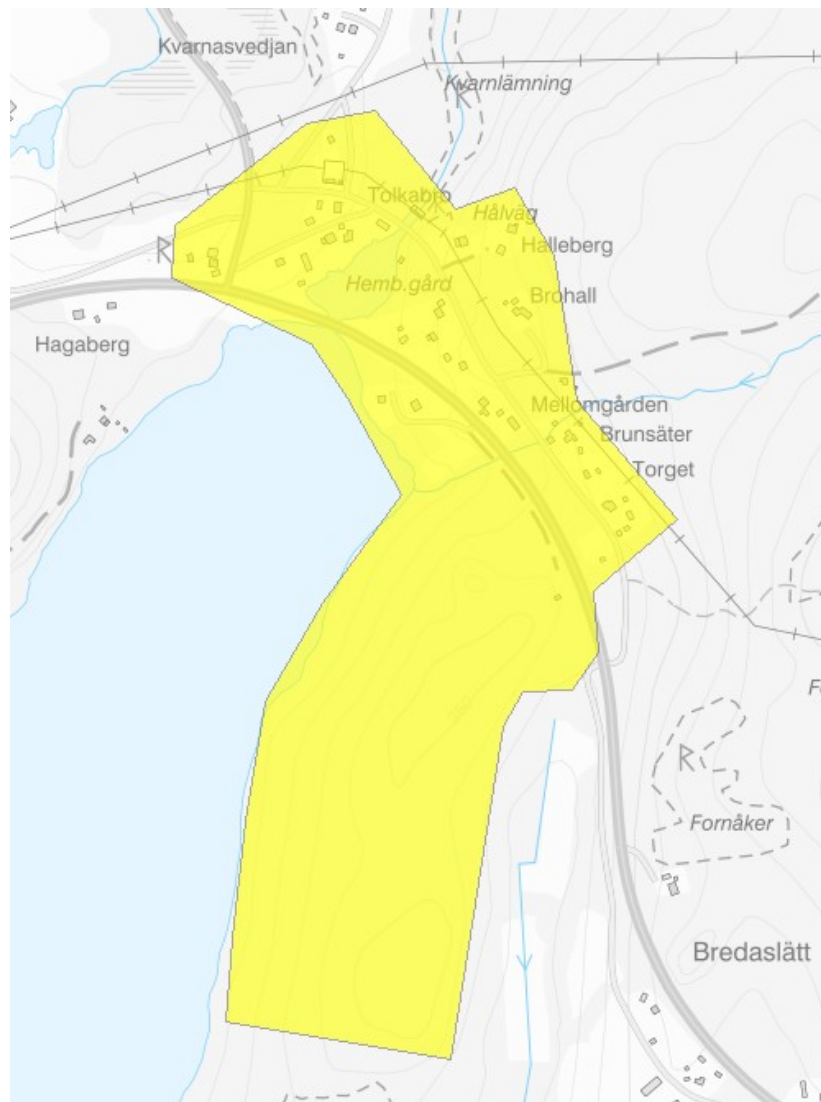 Kvarnasvedjan
Kvarnlämning
Tolkabro
Hålväg
Halleberg
Hemb.gård
Brohall
Hagaberg
Mellomgården
Brunsäter
Torget
Fornåker
Bredaslätt